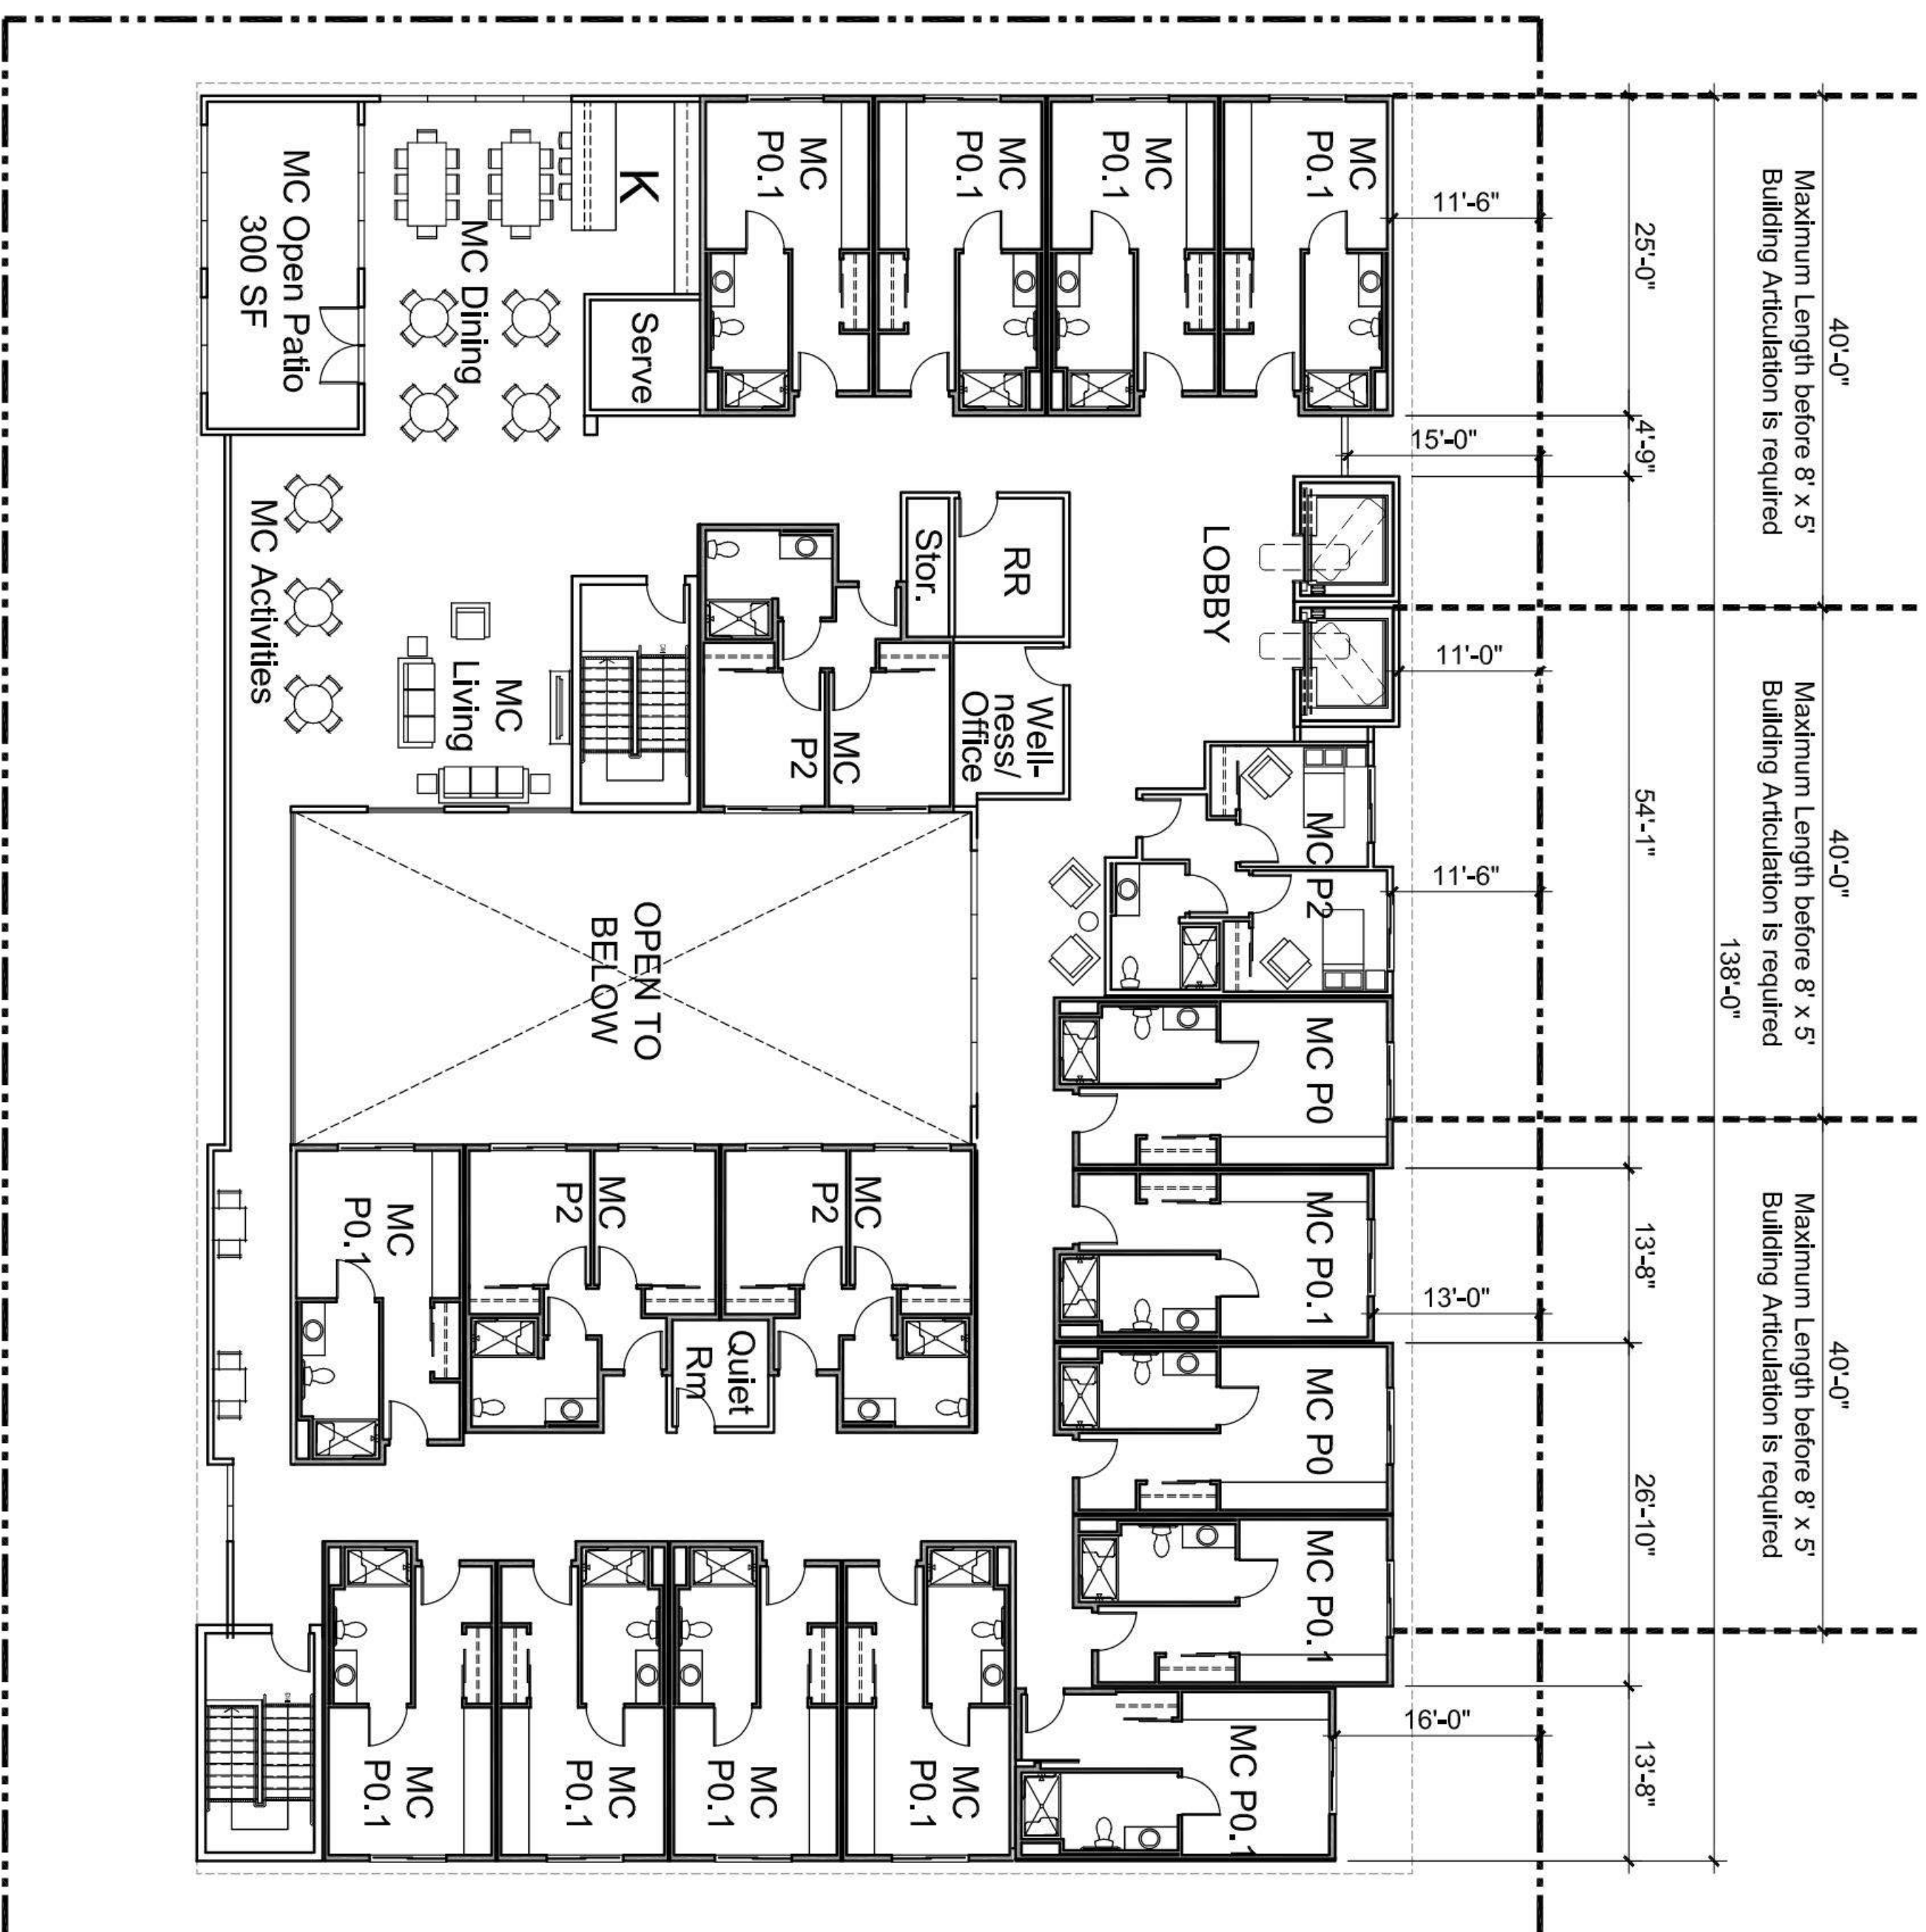 Maximum Length before 8' x 5'
Building Articulation is required
40'-0"
Maximum Length before 8' x 5'
Building Articulation is required
40'-0"
Maximum Length before 8' x 5'
Building Articulation is required
40'-0"
138'-0"
25'-0"
4'-9"
54'-1"
13'-8"
26'-10"
13'-8"
11'-6"
15'-0"
11'-0"
11'-6"
13'-0"
16'-0"
MC
P0.1
MC
P0.1
MC
P0.1
MC
P0.1
K
Serve
MC Dining
MC Open Patio
300 SF
LOBBY
RR
Stor.
Well-
ness/
Office
MC
P2
MC
Living
MC Activities
MC P2
OPEN TO
BELOW
MC P0
MC P0.1
MC P0
MC P0.1
MC P0.1
MC
P2
MC
P2
MC
P0.1
Quiet
Rm
MC
P0.1
MC
P0.1
MC
P0.1
MC
P0.1